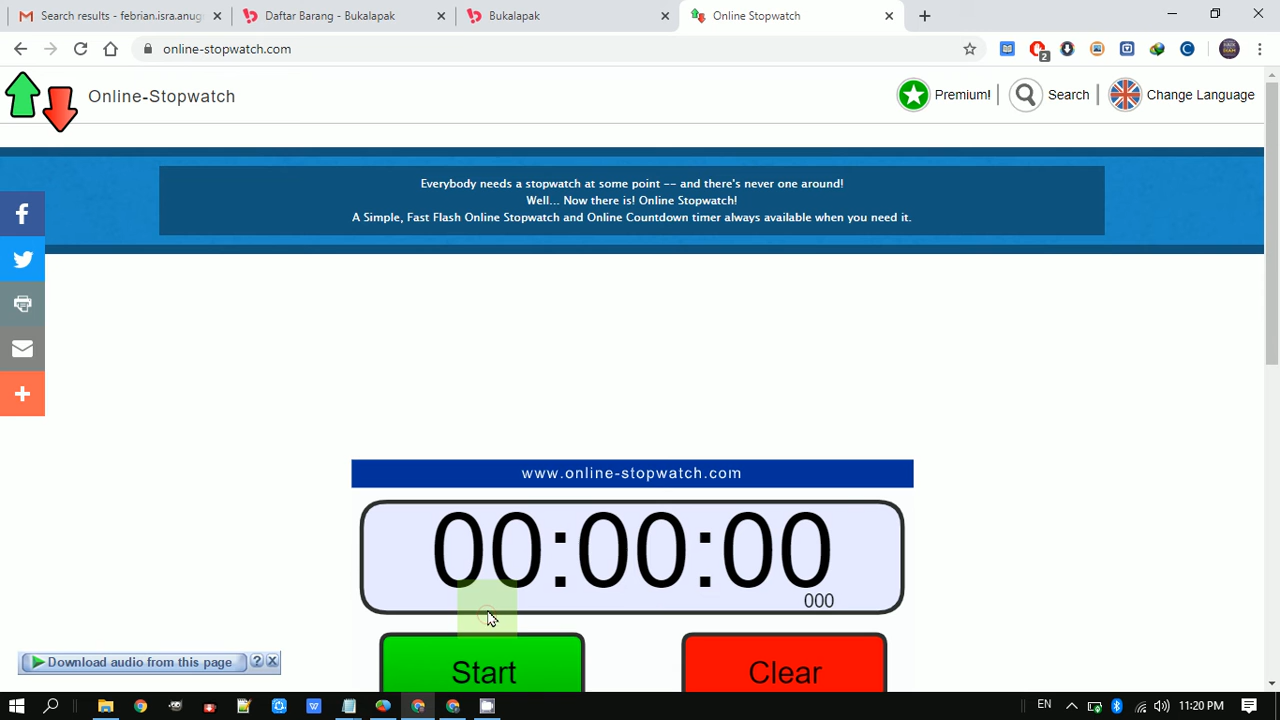 Search results - febrian.isra.anug
Daftar Barang - Bukalapak
Bukalapak
Online Stopwatch
online-stopwatch.com
2
Online-Stopwatch
Premium!
Search
Change Language
Everybody needs a stopwatch at some point -- and there's never one around!
Well... Now there is! Online Stopwatch!
A Simple, Fast Flash Online Stopwatch and Online Countdown timer always available when you need it.
www.online-stopwatch.com
00:00:00
000
Start
Clear
Download audio from this page
?
EN
11:20 PM